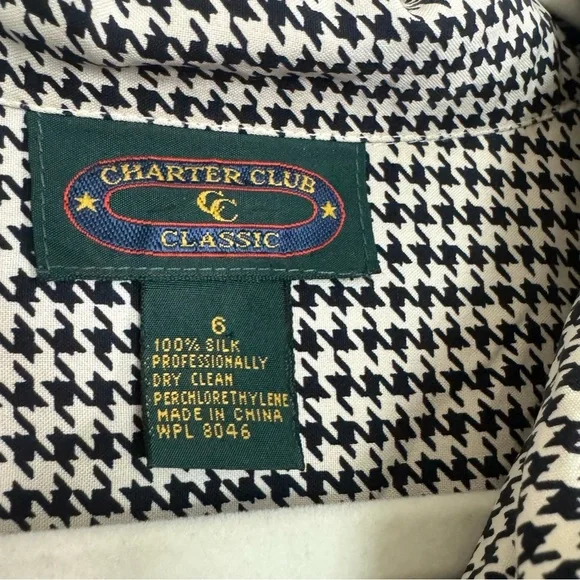 CHARTER CLUB
CC
CLASSIC
6
100% SILK
PROFESSIONALLY
DRY CLEAN
PERCHLORETHYLENE
MADE IN CHINA
WPL 8046